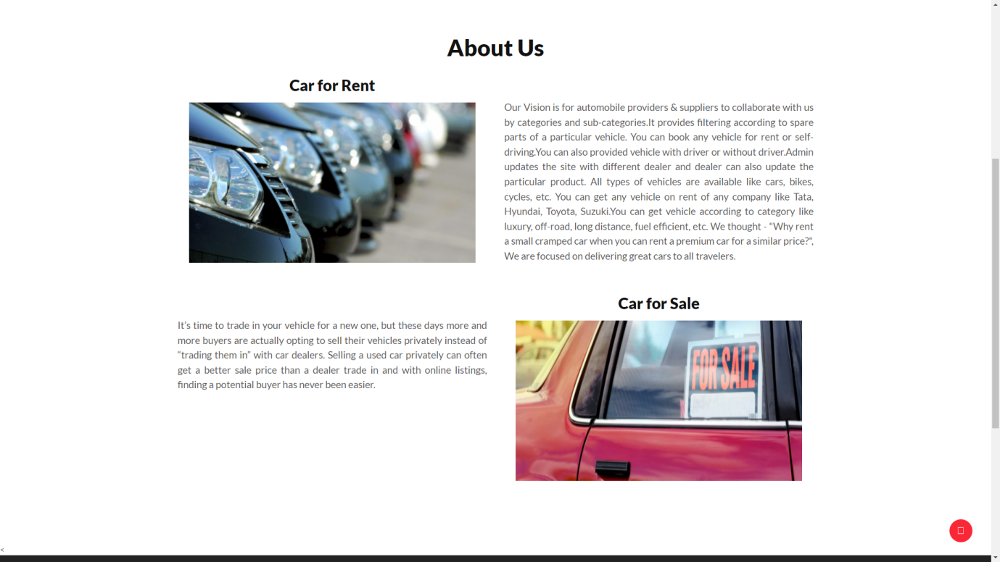 About Us
Car for Rent
Our Vision is for automobile providers & suppliers to collaborate with us
by categories and sub-categories.It provides filtering according to spare
parts of a particular vehicle. You can book any vehicle for rent or self-
driving.You can also provided vehicle with driver or without driver.Admin
updates the site with different dealer and dealer can also update the
particular product. All types of vehicles are available like cars, bikes,
cycles, etc. You can get any vehicle on rent of any company like Tata,
Hyundai, Toyota, Suzuki.You can get vehicle according to category like
luxury, off-road, long distance, fuel efficient, etc. We thought - "Why rent
a small cramped car when you can rent a premium car for a similar price?",
We are focused on delivering great cars to all travelers.
Car for Sale
It’s time to trade in your vehicle for a new one, but these days more and
more buyers are actually opting to sell their vehicles privately instead of
“trading them in” with car dealers. Selling a used car privately can often
get a better sale price than a dealer trade in and with online listings,
finding a potential buyer has never been easier.
FOR SALE
<